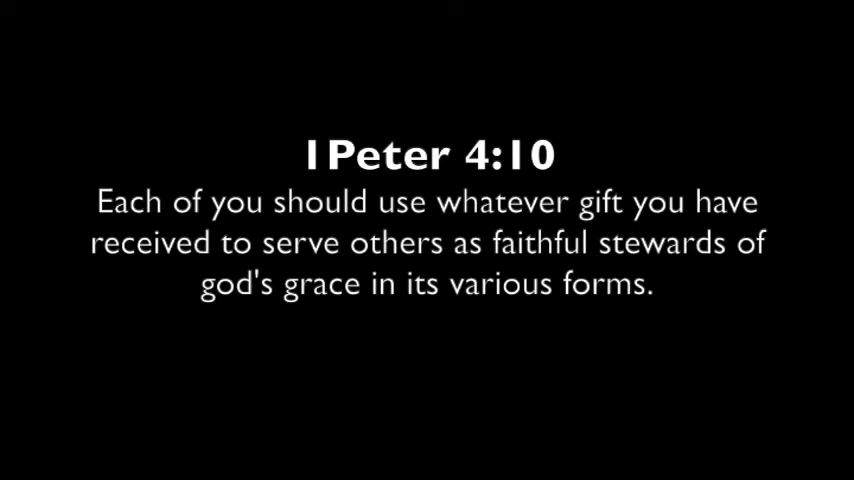 1Peter 4:10
Each of you should use whatever gift you have
received to serve others as faithful stewards of
god's grace in its various forms.